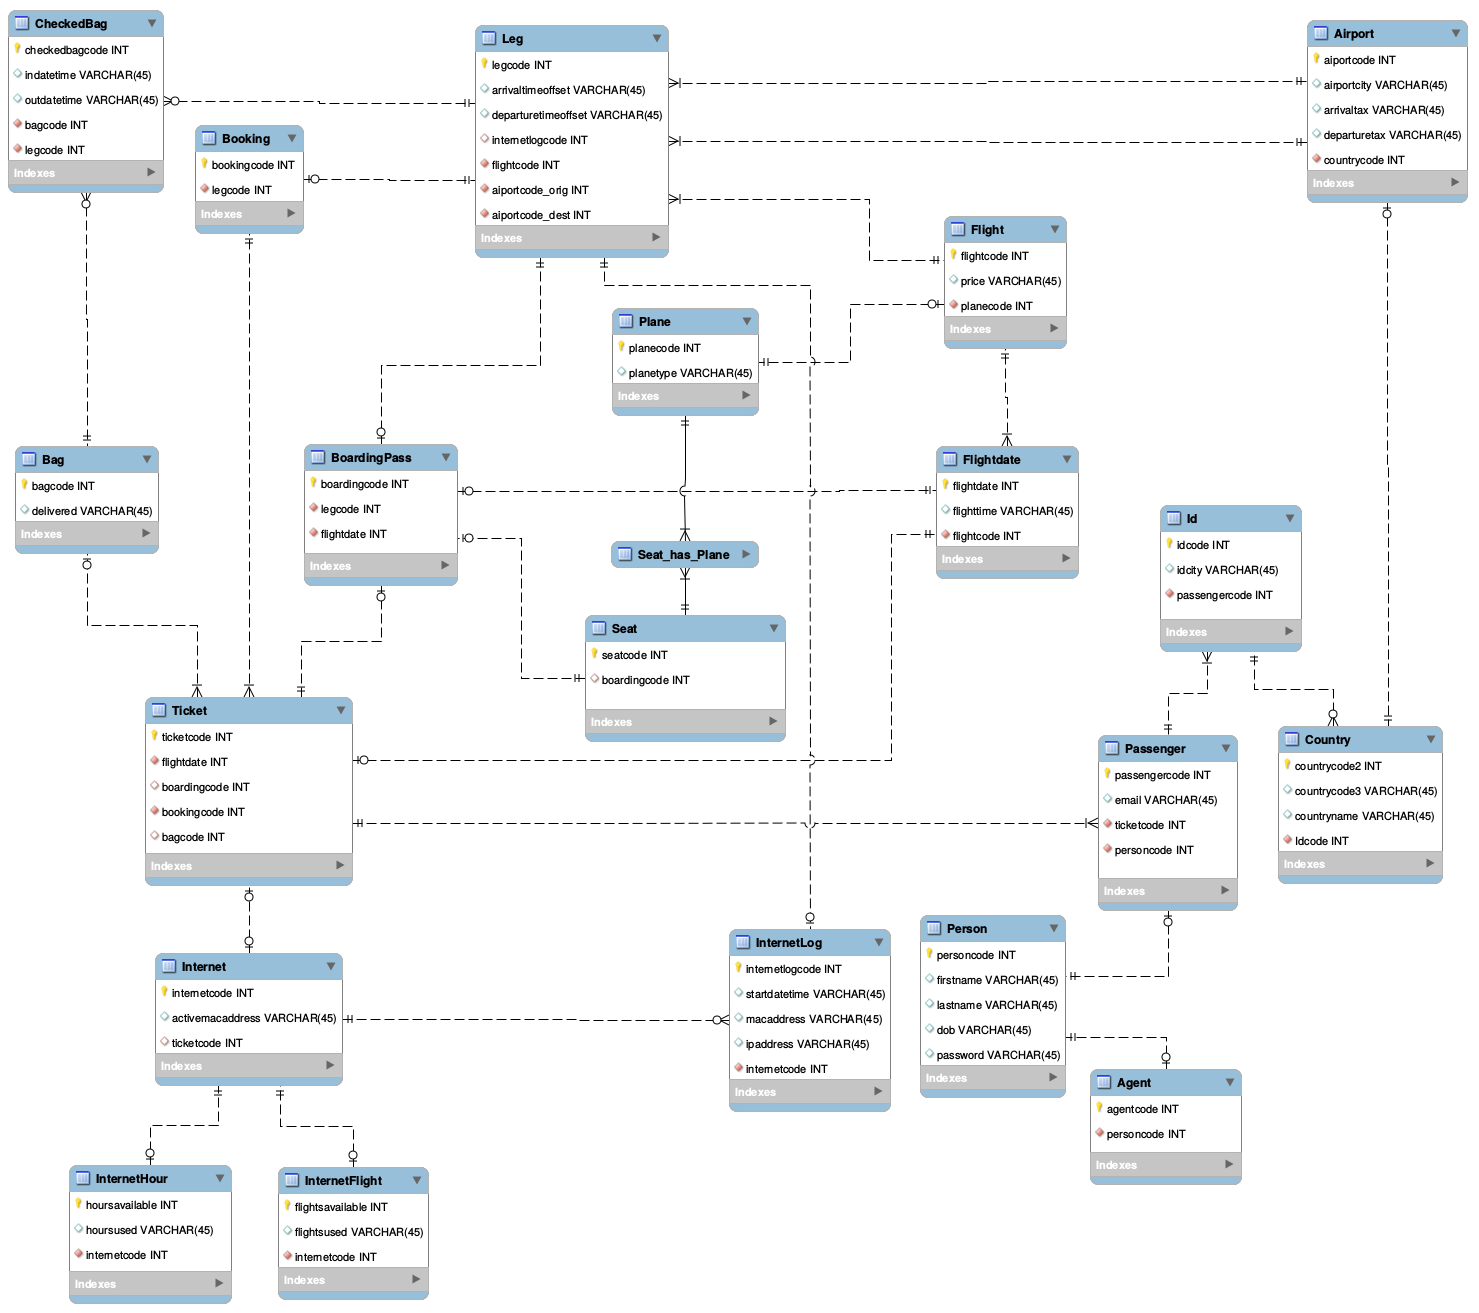 CheckedBag
checkedbagcode INT
indatetime VARCHAR(45)
outdatetime VARCHAR(45)
bagcode INT
legcode INT
Indexes
Booking
bookingcode INT
legcode INT
Indexes
Leg
legcode INT
arrivaltimeoffset VARCHAR(45)
departuretimeoffset VARCHAR(45)
internetlogcode INT
flightcode INT
aiportcode_orig INT
aiportcode_dest INT
Indexes
Airport
aiportcode INT
airportcity VARCHAR(45)
arrivaltax VARCHAR(45)
departuretax VARCHAR(45)
countrycode INT
Indexes
Flight
flightcode INT
price VARCHAR(45)
planecode INT
Indexes
Plane
planecode INT
planetype VARCHAR(45)
Indexes
Bag
bagcode INT
delivered VARCHAR(45)
Indexes
BoardingPass
boardingcode INT
legcode INT
flightdate INT
Indexes
Flightdate
flightdate INT
flighttime VARCHAR(45)
flightcode INT
Indexes
Seat_has_Plane
Id
idcode INT
idcity VARCHAR(45)
passengercode INT
Indexes
Seat
seatcode INT
boardingcode INT
Indexes
Ticket
ticketcode INT
flightdate INT
boardingcode INT
bookingcode INT
bagcode INT
Indexes
Passenger
passengercode INT
email VARCHAR(45)
ticketcode INT
personcode INT
Indexes
Country
countrycode2 INT
countrycode3 VARCHAR(45)
countryname VARCHAR(45)
Idcode INT
Indexes
Internet
internetcode INT
activemacaddress VARCHAR(45)
ticketcode INT
Indexes
InternetLog
internetlogcode INT
startdatetime VARCHAR(45)
macaddress VARCHAR(45)
ipaddress VARCHAR(45)
internetcode INT
Indexes
Person
personcode INT
firstname VARCHAR(45)
lastname VARCHAR(45)
dob VARCHAR(45)
password VARCHAR(45)
Indexes
Agent
agentcode INT
personcode INT
Indexes
InternetHour
hoursavailable INT
hoursused VARCHAR(45)
internetcode INT
Indexes
InternetFlight
flightsavailable INT
flightsused VARCHAR(45)
internetcode INT
Indexes